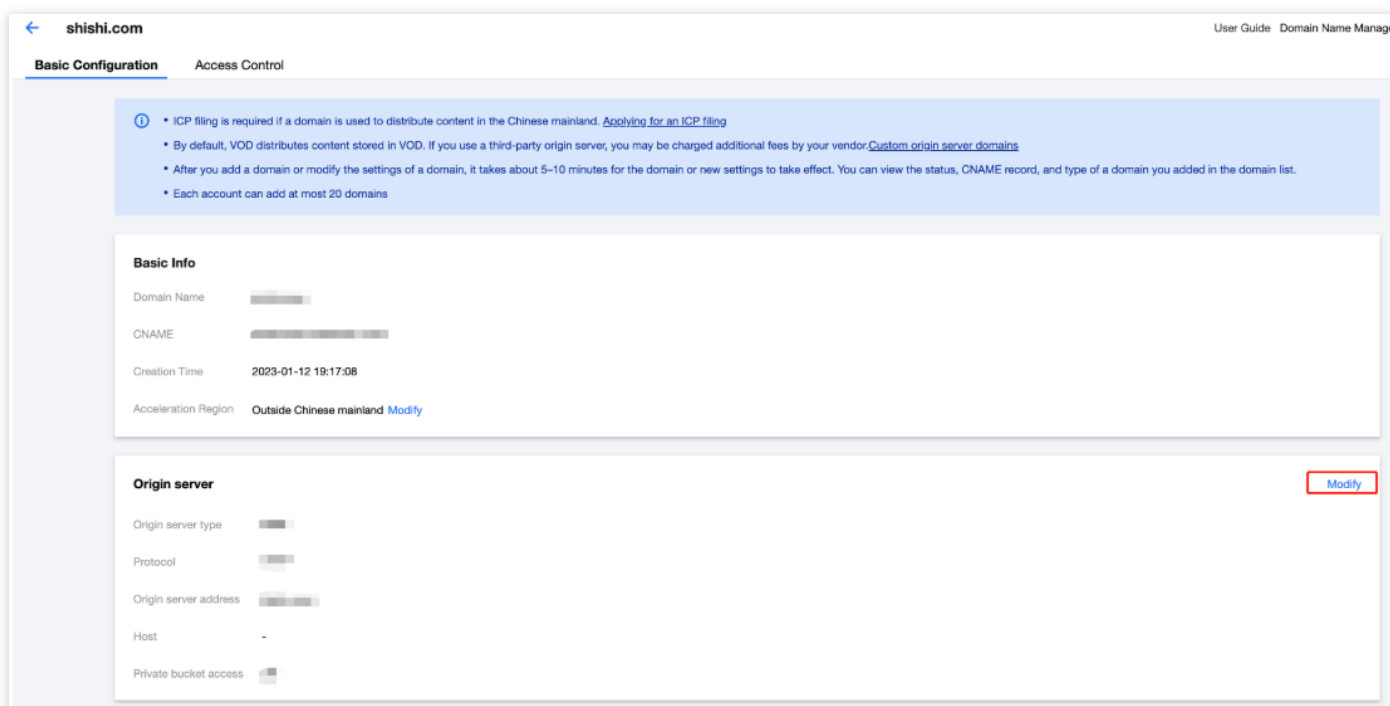 shishi.com
User Guide Domain Name Manage
Basic Configuration Access Control
• ICP filing is required if a domain is used to distribute content in the Chinese mainland. Applying for an ICP filing
• By default, VOD distributes content stored in VOD. If you use a third-party origin server, you may be charged additional fees by your vendor.Custom origin server domains
• After you add a domain or modify the settings of a domain, it takes about 5–10 minutes for the domain or new settings to take effect. You can view the status, CNAME record, and type of a domain you added in the domain list.
• Each account can add at most 20 domains
Basic Info
Domain Name
CNAME
Creation Time 2023-01-12 19:17:08
Acceleration Region Outside Chinese mainland Modify
Origin server Modify
Origin server type
Protocol
Origin server address
Host -
Private bucket access